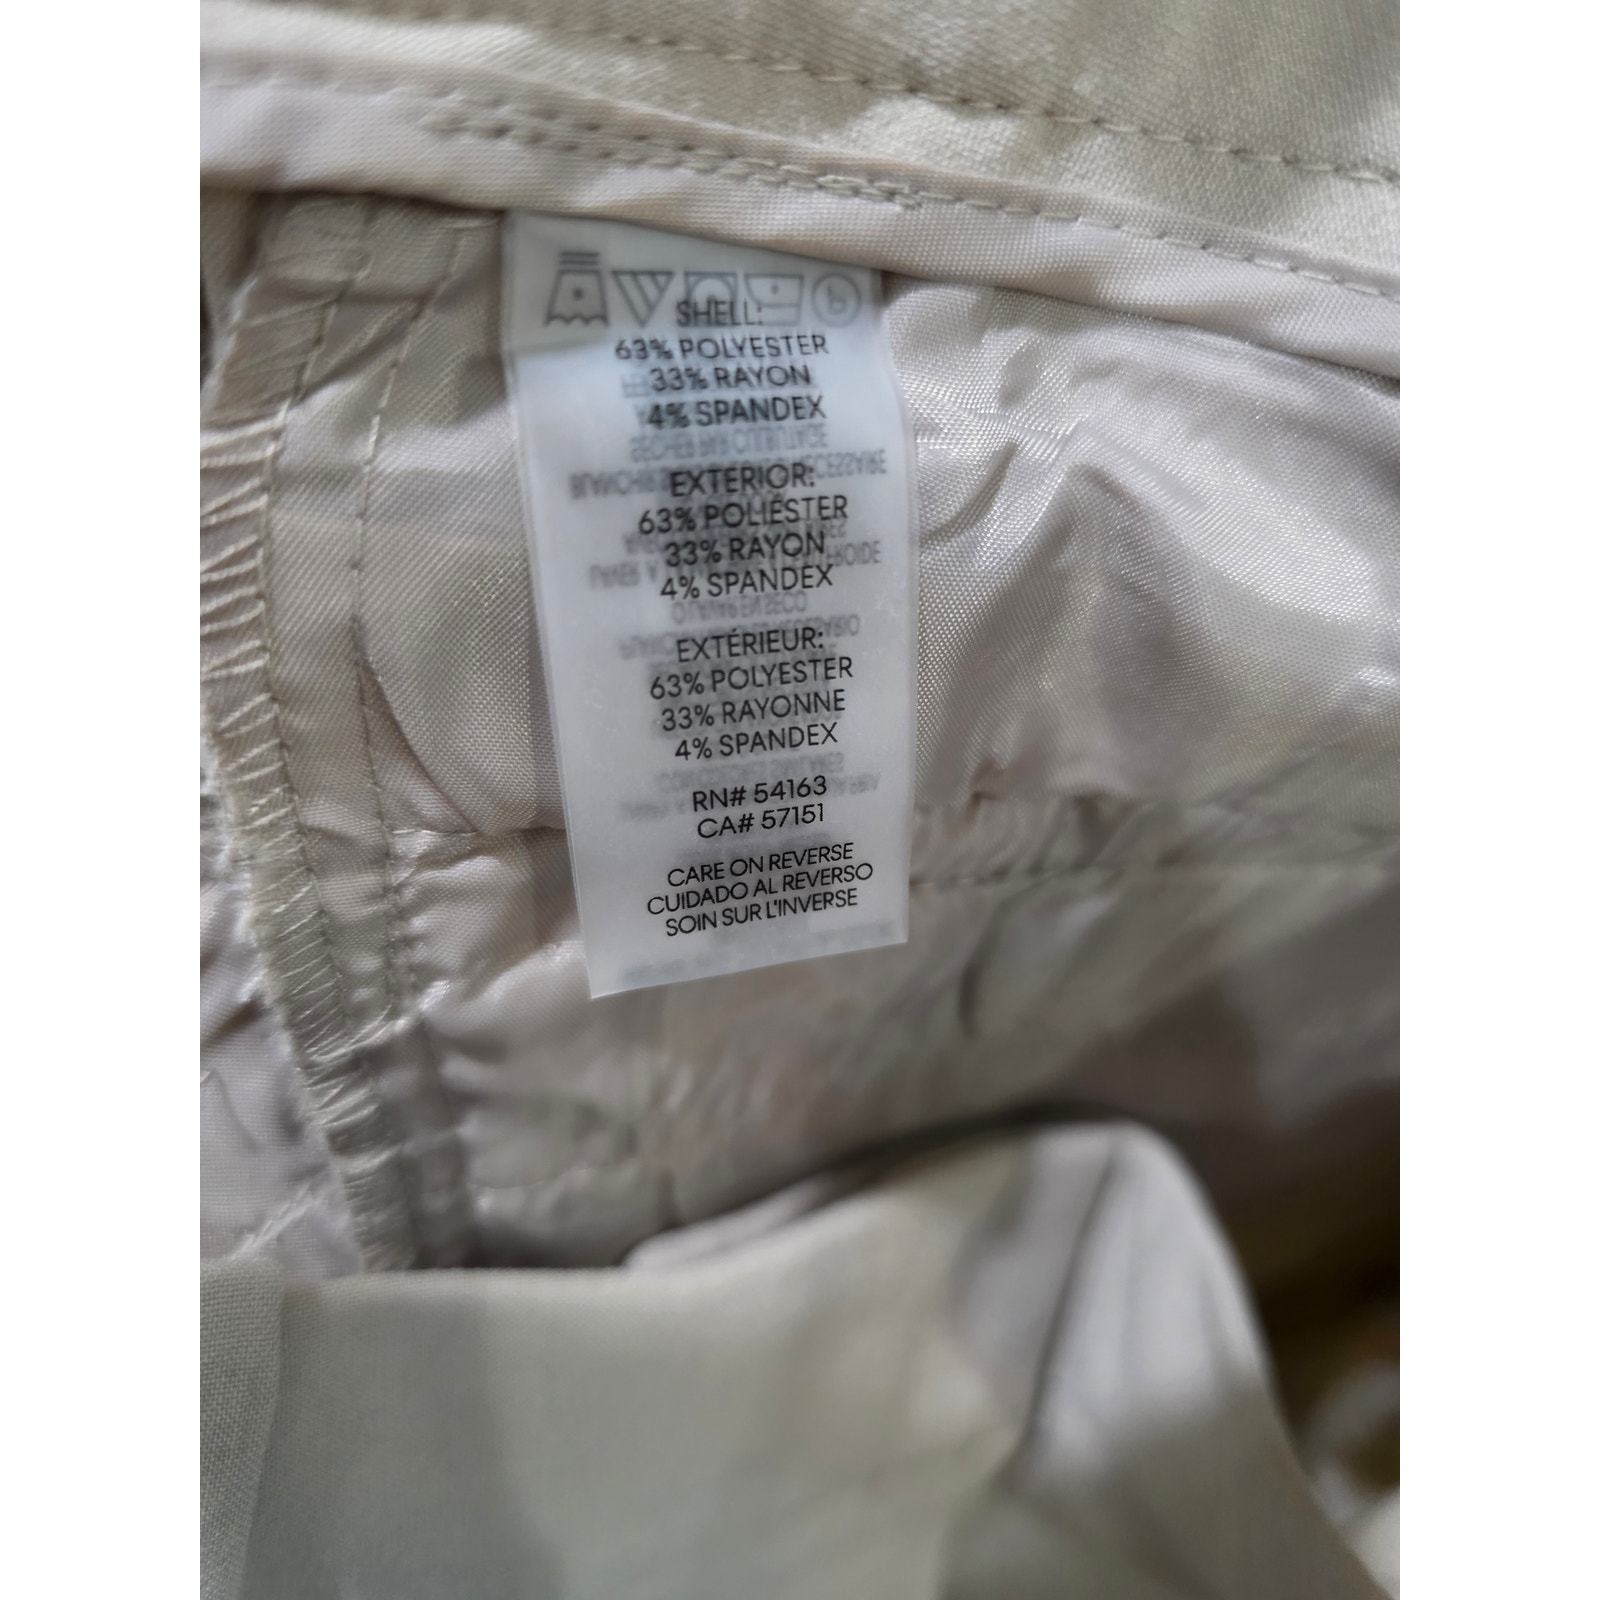 SHELL:
63% POLYESTER
33% RAYON
4% SPANDEX
EXTERIOR:
63% POLIÉSTER
33% RAYON
4% SPANDEX
EXTÉRIEUR:
63% POLYESTER
33% RAYONNE
4% SPANDEX
RN# 54163
CA# 57151
CARE ON REVERSE
CUIDADO AL REVERSO
SOIN SUR L'INVERSE